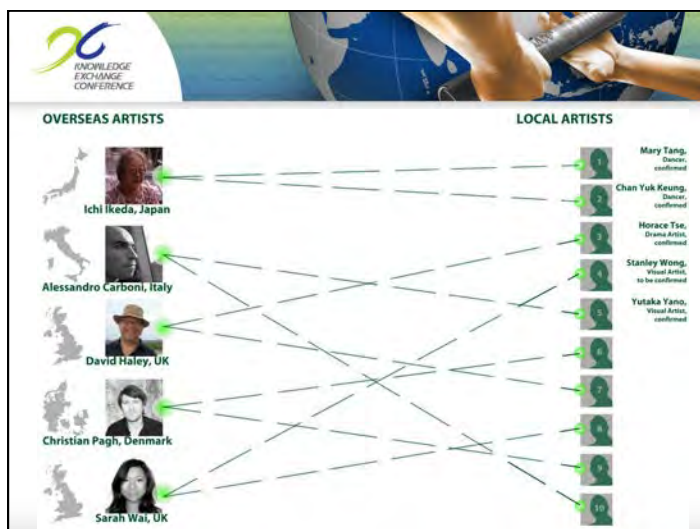 KNOWLEDGE
EXCHANGE
CONFERENCE
OVERSEAS ARTISTS
LOCAL ARTISTS
Ichi Ikeda, Japan
Alessandro Carboni, Italy
David Haley, UK
Christian Pagh, Denmark
Sarah Wai, UK
1
Mary Tang,
Dancer,
confirmed
2
Chan Yuk Keung,
Dancer,
confirmed
3
Horace Tse,
Drama Artist,
confirmed
4
Stanley Wong,
Visual Artist,
to be confirmed
5
Yutaka Yano,
Visual Artist,
confirmed
6
7
8
9
10